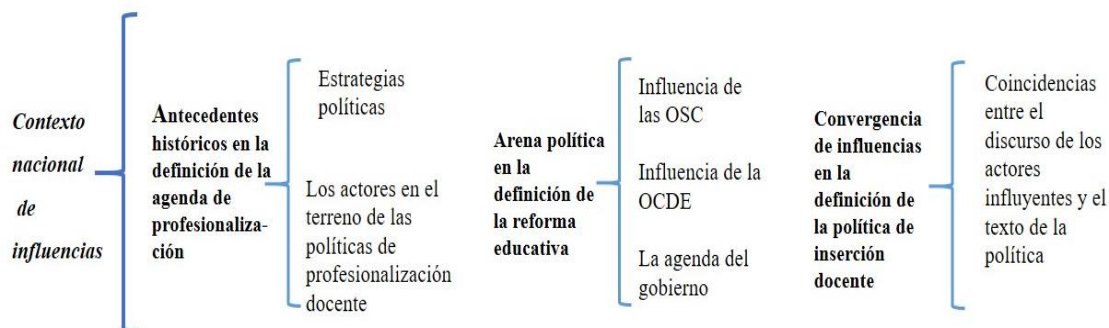 Contexto
nacional
de
influencias
Antecedentes
históricos en la
definición de la
agenda de
profesionaliza-
ción
Estrategias
políticas
Los actores en el
terreno de las
políticas de
profesionalización
docente
Arena política
en la
definición de
la reforma
educativa
Influencia de
las OSC
Influencia de la
OCDE
La agenda del
gobierno
Convergencia
de influencias
en la
definición de
la política de
inserción
docente
Coincidencias
entre el
discurso de los
actores
influyentes y el
texto de la
política